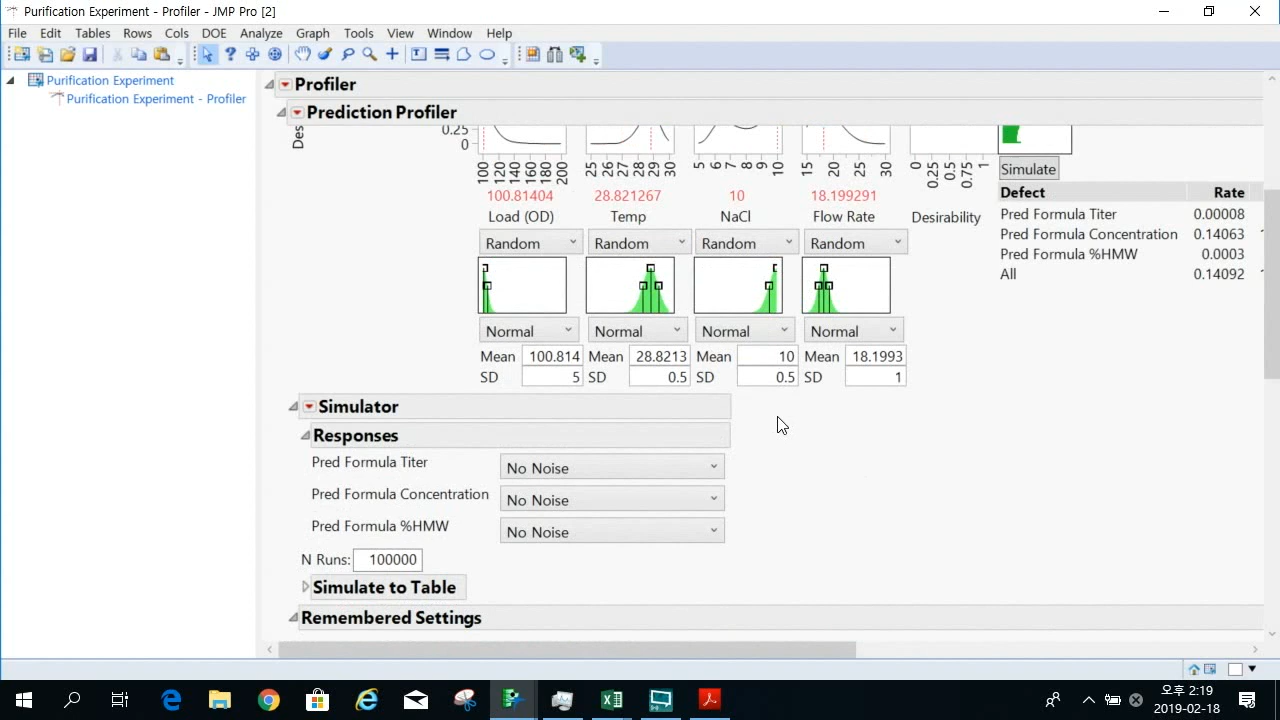 Purification Experiment - Profiler - JMP Pro [2]
File Edit Tables Rows Cols DOE Analyze Graph Tools View Window Help
Purification Experiment
Purification Experiment - Profiler
Profiler
Prediction Profiler
Des
0.25
0
100 120 140 160 180 200 25 26 27 28 29 30 5 6 7 8 9 10 15 20 25 30 0 0.25 0.5 0.75 1
100.81404 28.821267 10 18.199291
Load (OD) Temp NaCl Flow Rate Desirability
Simulate
Defect Rate
Pred Formula Titer 0.00008
Pred Formula Concentration 0.14063
Pred Formula %HMW 0.0003
All 0.14092
Random Random Random Random
Normal Normal Normal Normal
Mean 100.814 Mean 28.8213 Mean 10 Mean 18.1993
SD 5 SD 0.5 SD 0.5 SD 1
Simulator
Responses
Pred Formula Titer No Noise
Pred Formula Concentration No Noise
Pred Formula %HMW No Noise
N Runs: 100000
Simulate to Table
Remembered Settings
오후 2:19
2019-02-18